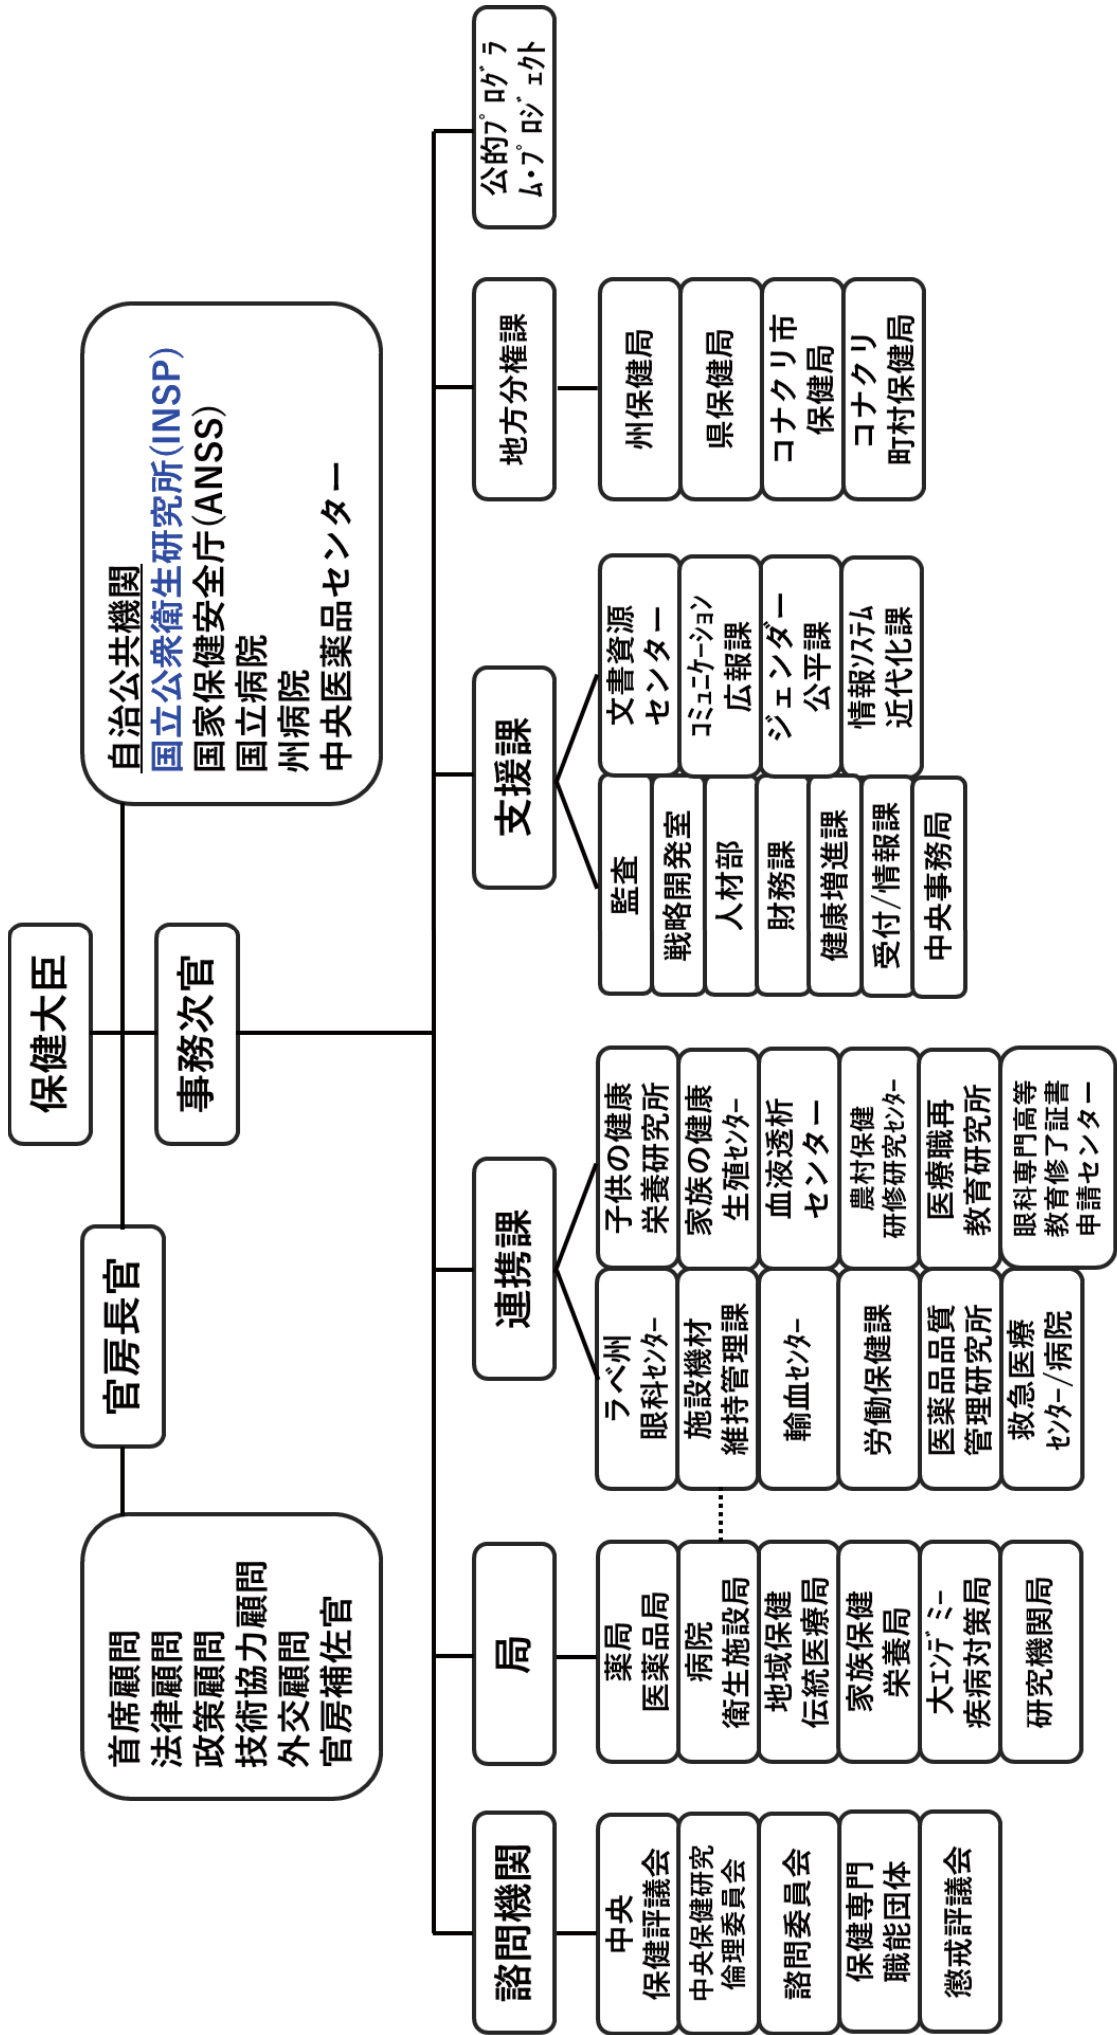 保健大臣
官房長官
事務次官
首席顧問
法律顧問
政策顧問
技術協力顧問
外交顧問
官房補佐官
自治公共機関
国立公衆衛生研究所(INSP)
国家保健安全庁(ANSS)
国立病院
州病院
中央医薬品センター
諮問機関
中央
保健評議会
中央保健研究
倫理委員会
諮問委員会
保健専門
職能団体
懲戒評議会
局
薬局
医薬品局
病院
衛生施設局
地域保健
伝統医療局
家族保健
栄養局
大エンデミー
疾病対策局
研究機関局
連携課
ラベ州
眼科センター
施設機材
維持管理課
輸血センター
労働保健課
医薬品品質
管理研究所
救急医療
センター/病院
子供の健康
栄養研究所
家族の健康
生殖センター
血液透析
センター
農村保健
研修研究センター
医療職再
教育研究所
眼科専門高等
教育修了証書
申請センター
支援課
監査
戦略開発室
人材部
財務課
健康増進課
受付/情報課
中央事務局
文書資源
センター
コミュニケーション
広報課
ジェンダー
公平課
情報システム
近代化課
地方分権課
州保健局
県保健局
コナクリ市
保健局
コナクリ
町村保健局
公的プログラ
ム・プロジェクト